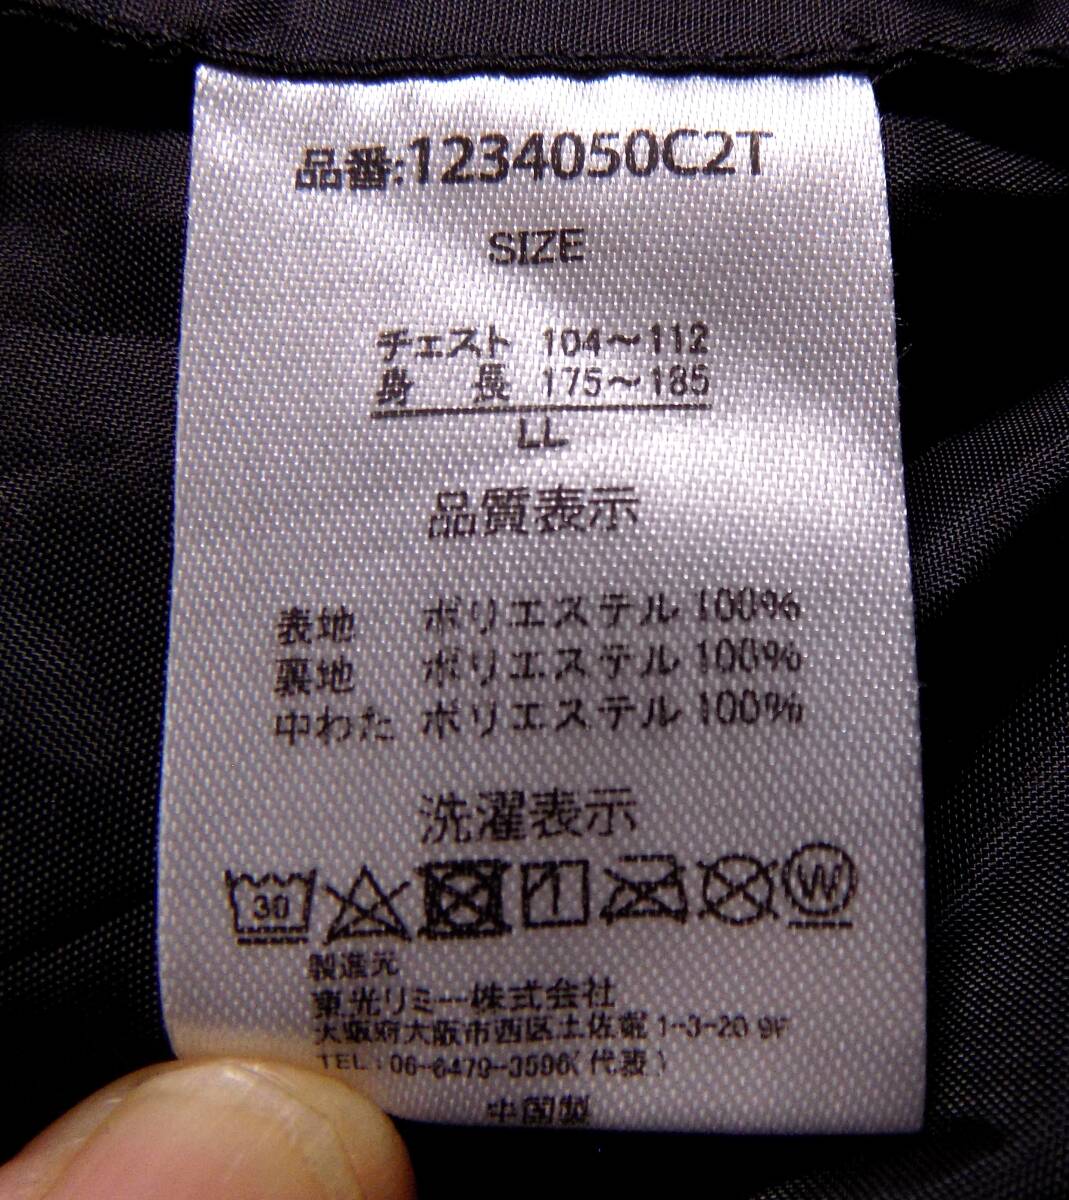 品番:1234050C2T
SIZE
チェスト 104～112
身長 175～185
LL
品質表示
表地 ポリエステル 100%
裏地 ポリエステル 100%
中わた ポリエステル 100%
洗濯表示
30 W
製造元
東光リミー株式会社
大阪府大阪市西区土佐堀 1-3-20 9F
TEL:06-6479-3596(代表)
中国製